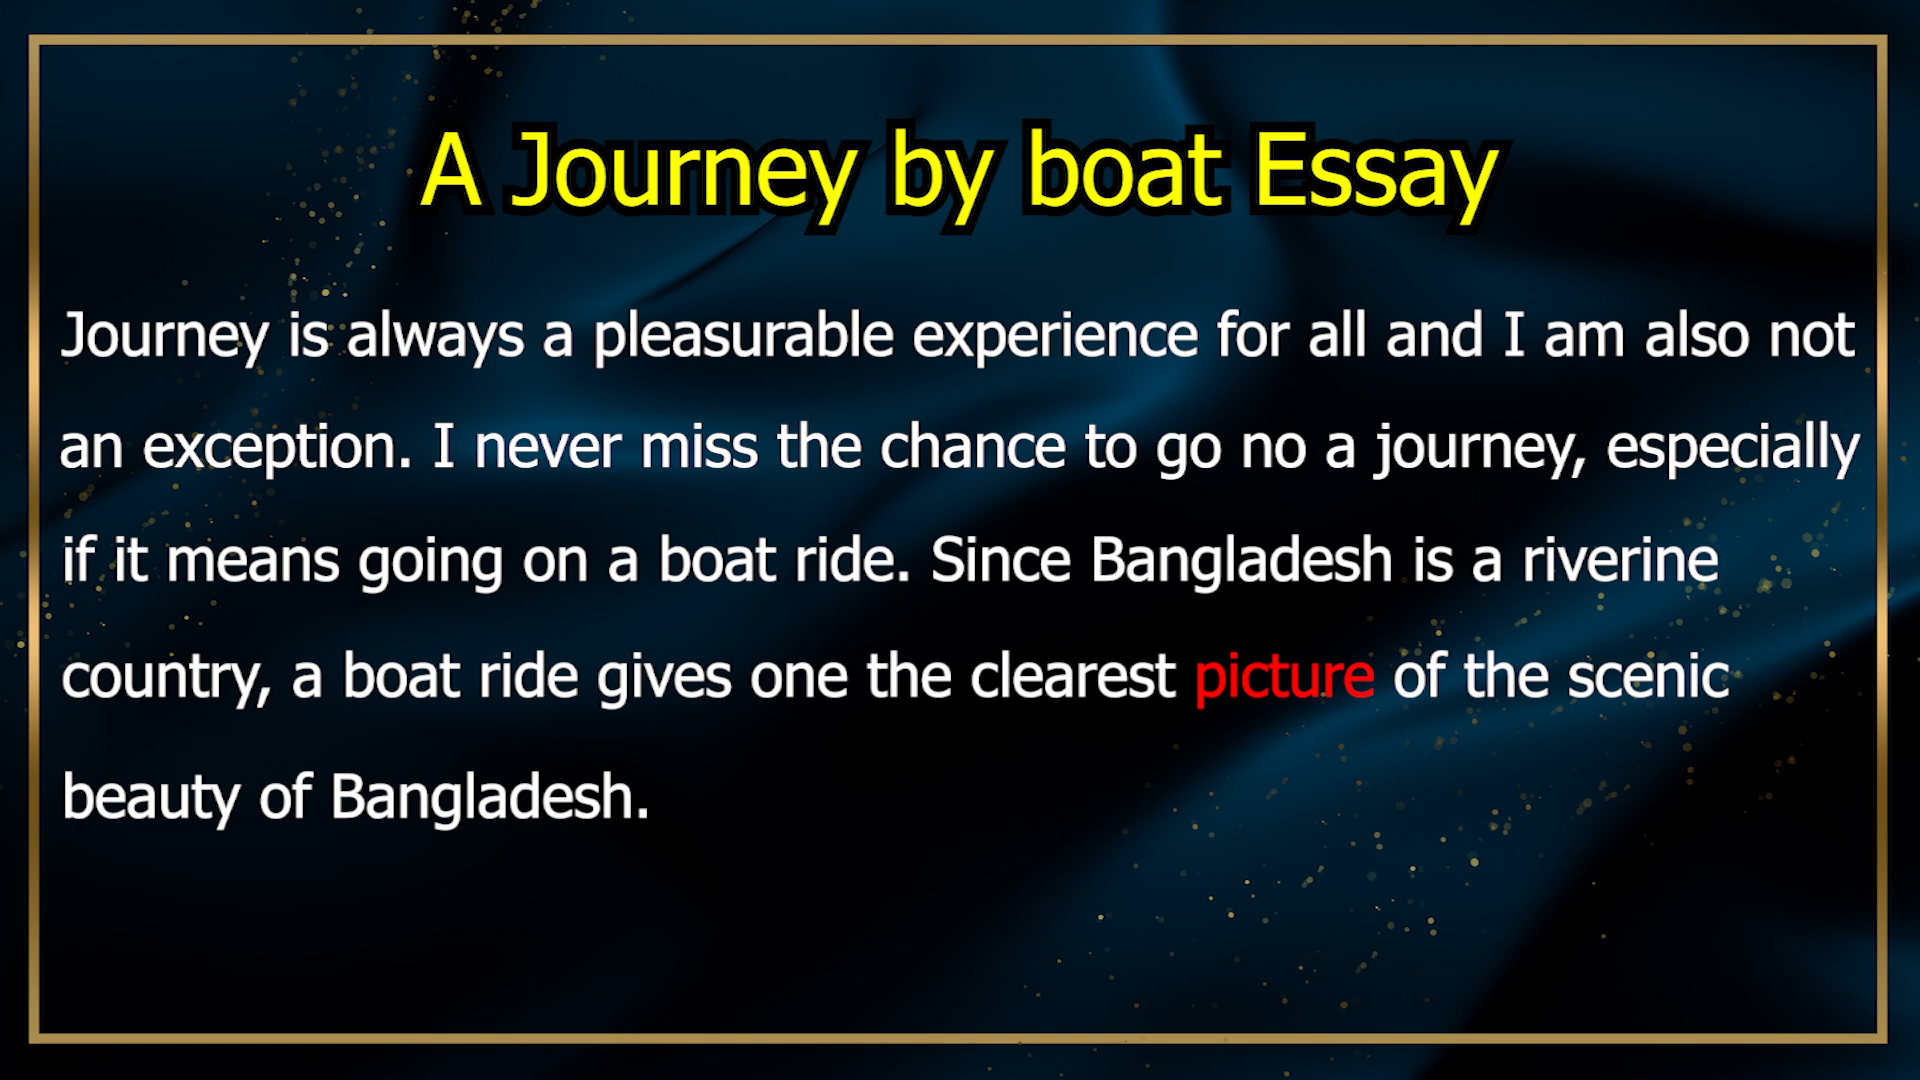 A Journey by boat Essay
Journey is always a pleasurable experience for all and I am also not
an exception. I never miss the chance to go no a journey, especially
if it means going on a boat ride. Since Bangladesh is a riverine
country, a boat ride gives one the clearest picture of the scenic
beauty of Bangladesh.